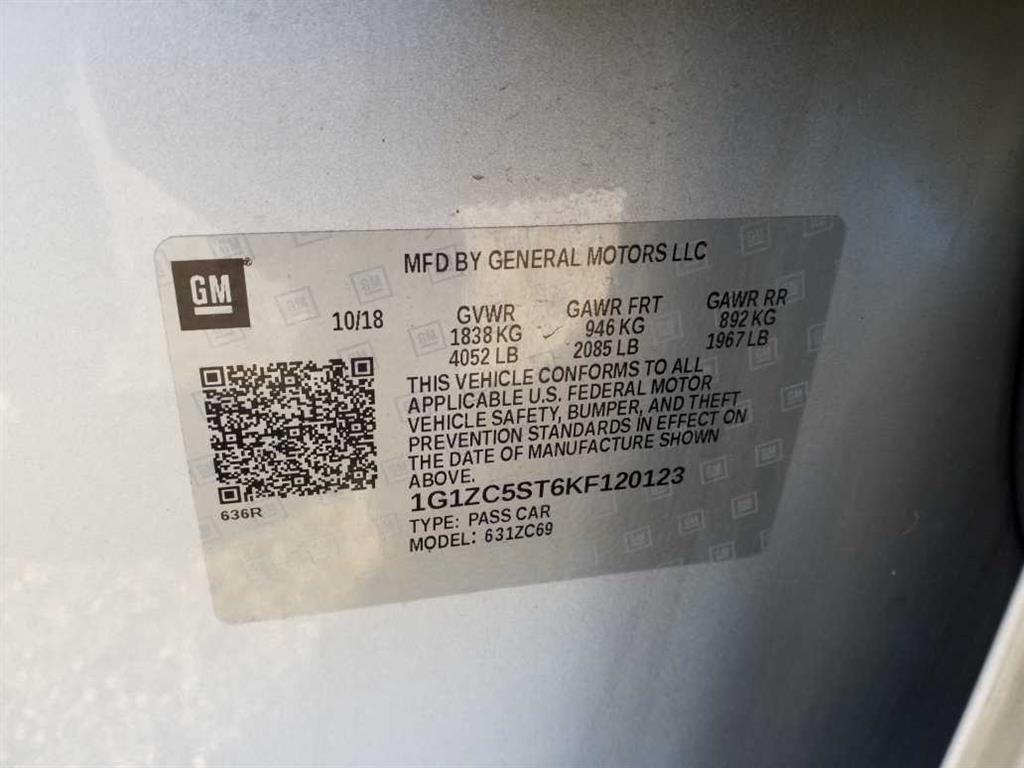 MFD BY GENERAL MOTORS LLC
GM
10/18
GVWR GAWR FRT GAWR RR
1838 KG 946 KG 892 KG
4052 LB 2085 LB 1967 LB
THIS VEHICLE CONFORMS TO ALL
APPLICABLE U.S. FEDERAL MOTOR
VEHICLE SAFETY, BUMPER, AND THEFT
PREVENTION STANDARDS IN EFFECT ON
THE DATE OF MANUFACTURE SHOWN
ABOVE.
1G1ZC5ST6KF120123
636R
TYPE: PASS CAR
MODEL: 631ZC69